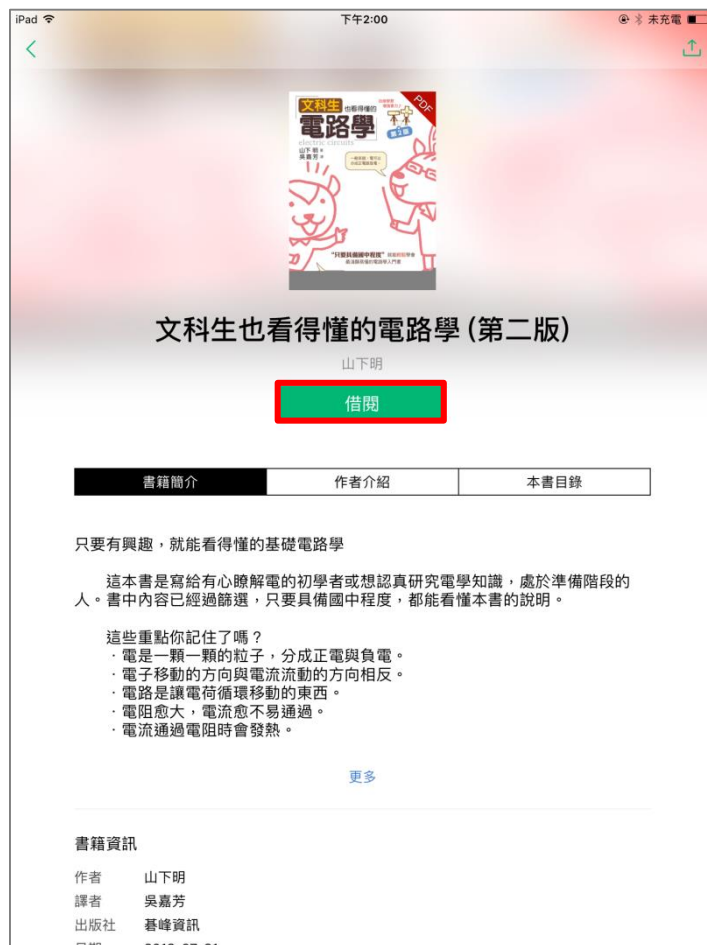 iPad 下午2:00 未充電
PDF
文科生 也看得懂的
電路學
electric circuits
第2版
山下明 著
吳嘉芳 譯
"只要具備國中程度"
文科生也看得懂的電路學 (第二版)
山下明
借閱
書籍簡介 作者介紹 本書目錄
只要有興趣，就能看得懂的基礎電路學
這本書是寫給有心瞭解電的初學者或想認真研究電學知識，處於準備階段的
人。書中內容已經過篩選，只要具備國中程度，都能看懂本書的說明。
這些重點你記住了嗎？
‧電是一顆一顆的粒子，分成正電與負電。
‧電子移動的方向與電流流動的方向相反。
‧電路是讓電荷循環移動的東西。
‧電阻愈大，電流愈不易通過。
‧電流通過電阻時會發熱。
更多
書籍資訊
作者 山下明
譯者 吳嘉芳
出版社 碁峰資訊